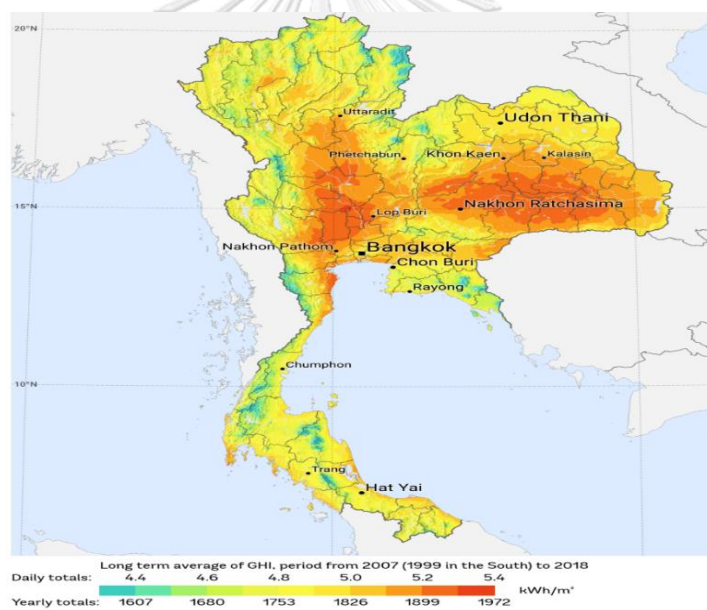 20°N
Uttaradit
Udon Thani
Phetchabun
Khon Kaen
Kalasin
15°N
Nakhon Ratchasima
Lop Buri
Nakhon Pathom
Bangkok
Chon Buri
Rayong
Chumphon
10°N
Trang
Hat Yai
Long term average of GHI, period from 2007 (1999 in the South) to 2018
Daily totals: 4.4 4.6 4.8 5.0 5.2 5.4
kWh/m²
Yearly totals: 1607 1680 1753 1826 1899 1972